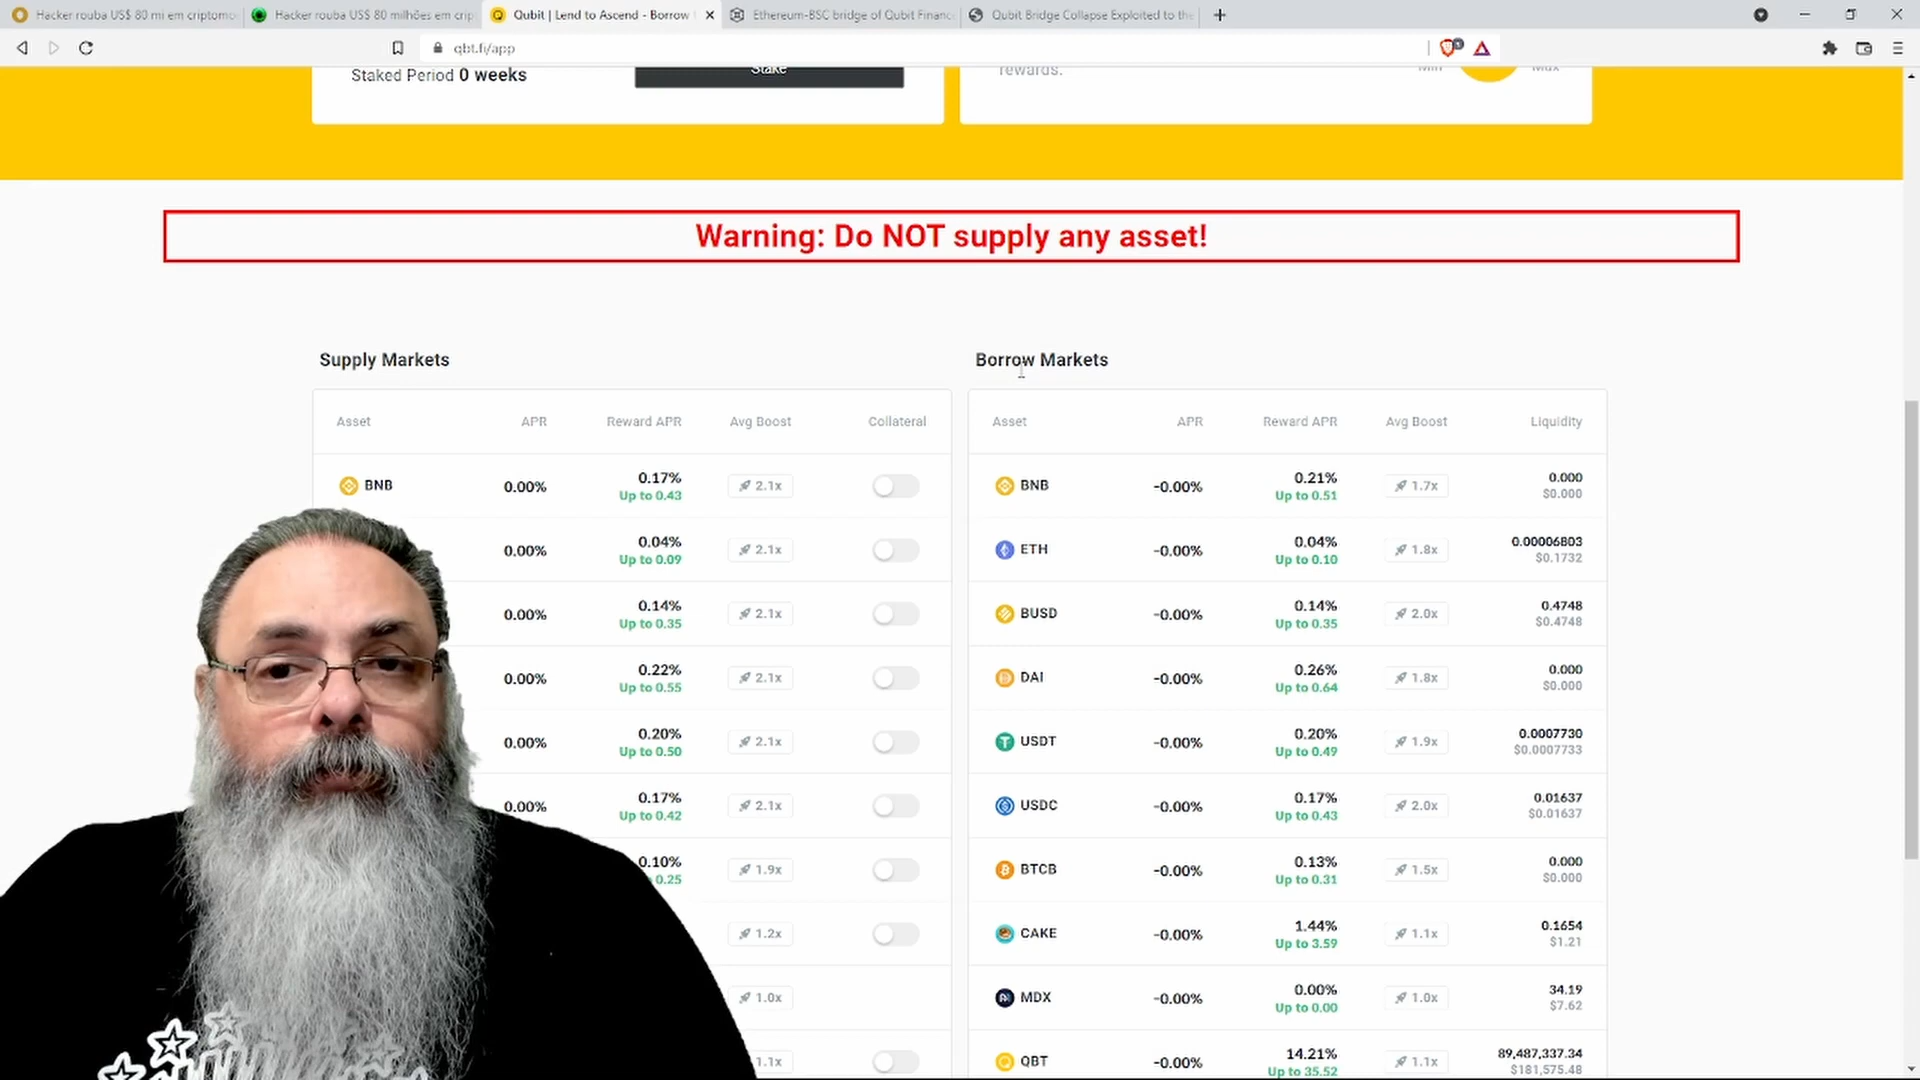 Hacker rouba US$ 80 mi em criptomo
Hacker rouba US$ 80 milhões em crip
Qubit | Lend to Ascend - Borrow
Ethereum-BSC bridge of Qubit Financ
Qubit Bridge Collapse Exploited to the
qbt.fi/app
Staked Period 0 weeks
Stake
rewards.
Min
Max
Warning: Do NOT supply any asset!
Supply Markets
Asset APR Reward APR Avg Boost Collateral
BNB 0.00% 0.17% 2.1x
Up to 0.43
0.00% 0.04% 2.1x
Up to 0.09
0.00% 0.14% 2.1x
Up to 0.35
0.00% 0.22% 2.1x
Up to 0.55
0.00% 0.20% 2.1x
Up to 0.50
0.00% 0.17% 2.1x
Up to 0.42
0.10% 1.9x
0.25
1.2x
1.0x
1.1x
Borrow Markets
Asset APR Reward APR Avg Boost Liquidity
BNB -0.00% 0.21% 1.7x 0.000
Up to 0.51 $0.000
ETH -0.00% 0.04% 1.8x 0.00006803
Up to 0.10 $0.1732
BUSD -0.00% 0.14% 2.0x 0.4748
Up to 0.35 $0.4748
DAI -0.00% 0.26% 1.8x 0.000
Up to 0.64 $0.000
USDT -0.00% 0.20% 1.9x 0.0007730
Up to 0.49 $0.0007733
USDC -0.00% 0.17% 2.0x 0.01637
Up to 0.43 $0.01637
BTCB -0.00% 0.13% 1.5x 0.000
Up to 0.31 $0.000
CAKE -0.00% 1.44% 1.1x 0.1654
Up to 3.59 $1.21
MDX -0.00% 0.00% 1.0x 34.19
Up to 0.00 $7.62
QBT -0.00% 14.21% 1.1x 89,487,337.34
Up to 35.52 $181,575.48